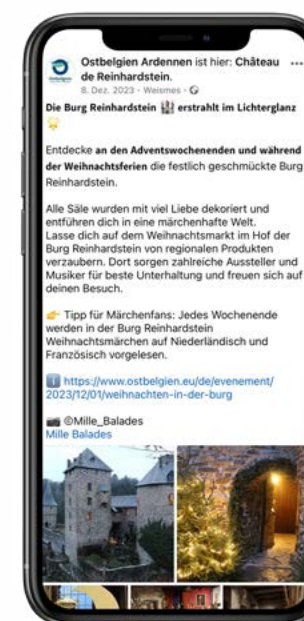 Ostbelgien Ardennen ist hier: Château ...
de Reinhardstein.
8. Dez. 2023 · Weismes ·
Die Burg Reinhardstein 🏰 erstrahlt im Lichterglanz
🌟
Entdecke an den Adventswochenenden und während
der Weihnachtsferien die festlich geschmückte Burg
Reinhardstein.
Alle Säle wurden mit viel Liebe dekoriert und
entführen dich in eine märchenhafte Welt.
Lasse dich auf dem Weihnachtsmarkt im Hof der
Burg Reinhardstein von regionalen Produkten
verzaubern. Dort sorgen zahlreiche Aussteller und
Musiker für beste Unterhaltung und freuen sich auf
deinen Besuch.
👉 Tipp für Märchenfans: Jedes Wochenende
werden in der Burg Reinhardstein
Weihnachtsmärchen auf Niederländisch und
Französisch vorgelesen.
ℹ️ https://www.ostbelgien.eu/de/evenement/
2023/12/01/weihnachten-in-der-burg
📷 @Mille_Balades
Mille Balades